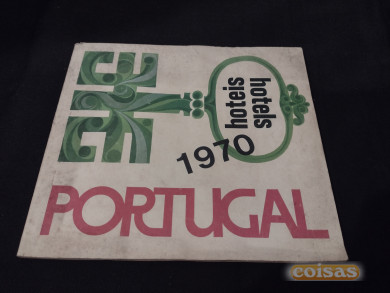 hoteis
hotels
1970
PORTUGAL
coisas